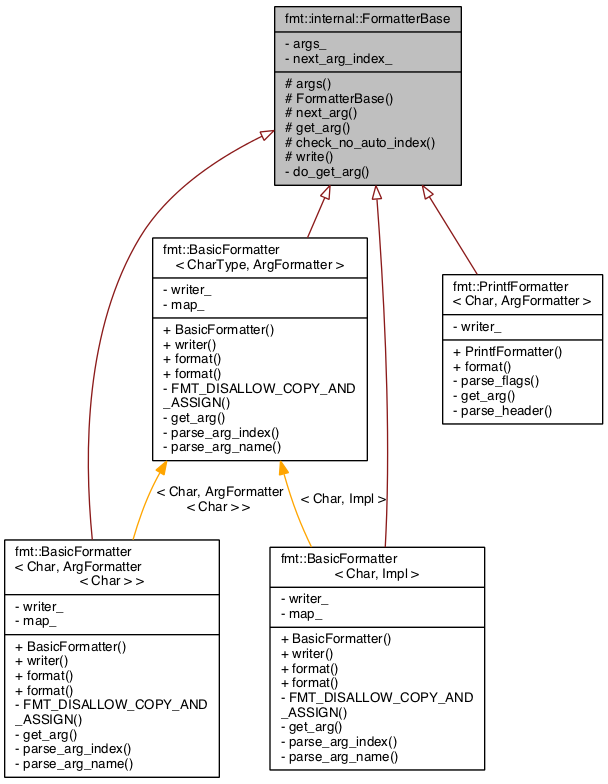 fmt::internal::FormatterBase
- args_
- next_arg_index_
# args()
# FormatterBase()
# next_arg()
# get_arg()
# check_no_auto_index()
# write()
- do_get_arg()
fmt::BasicFormatter
< CharType, ArgFormatter >
- writer_
- map_
+ BasicFormatter()
+ writer()
+ format()
+ format()
- FMT_DISALLOW_COPY_AND
_ASSIGN()
- get_arg()
- parse_arg_index()
- parse_arg_name()
fmt::PrintfFormatter
< Char, ArgFormatter >
- writer_
+ PrintfFormatter()
+ format()
- parse_flags()
- get_arg()
- parse_header()
< Char, ArgFormatter
< Char > >
< Char, Impl >
fmt::BasicFormatter
< Char, ArgFormatter
< Char > >
- writer_
- map_
+ BasicFormatter()
+ writer()
+ format()
+ format()
- FMT_DISALLOW_COPY_AND
_ASSIGN()
- get_arg()
- parse_arg_index()
- parse_arg_name()
fmt::BasicFormatter
< Char, Impl >
- writer_
- map_
+ BasicFormatter()
+ writer()
+ format()
+ format()
- FMT_DISALLOW_COPY_AND
_ASSIGN()
- get_arg()
- parse_arg_index()
- parse_arg_name()